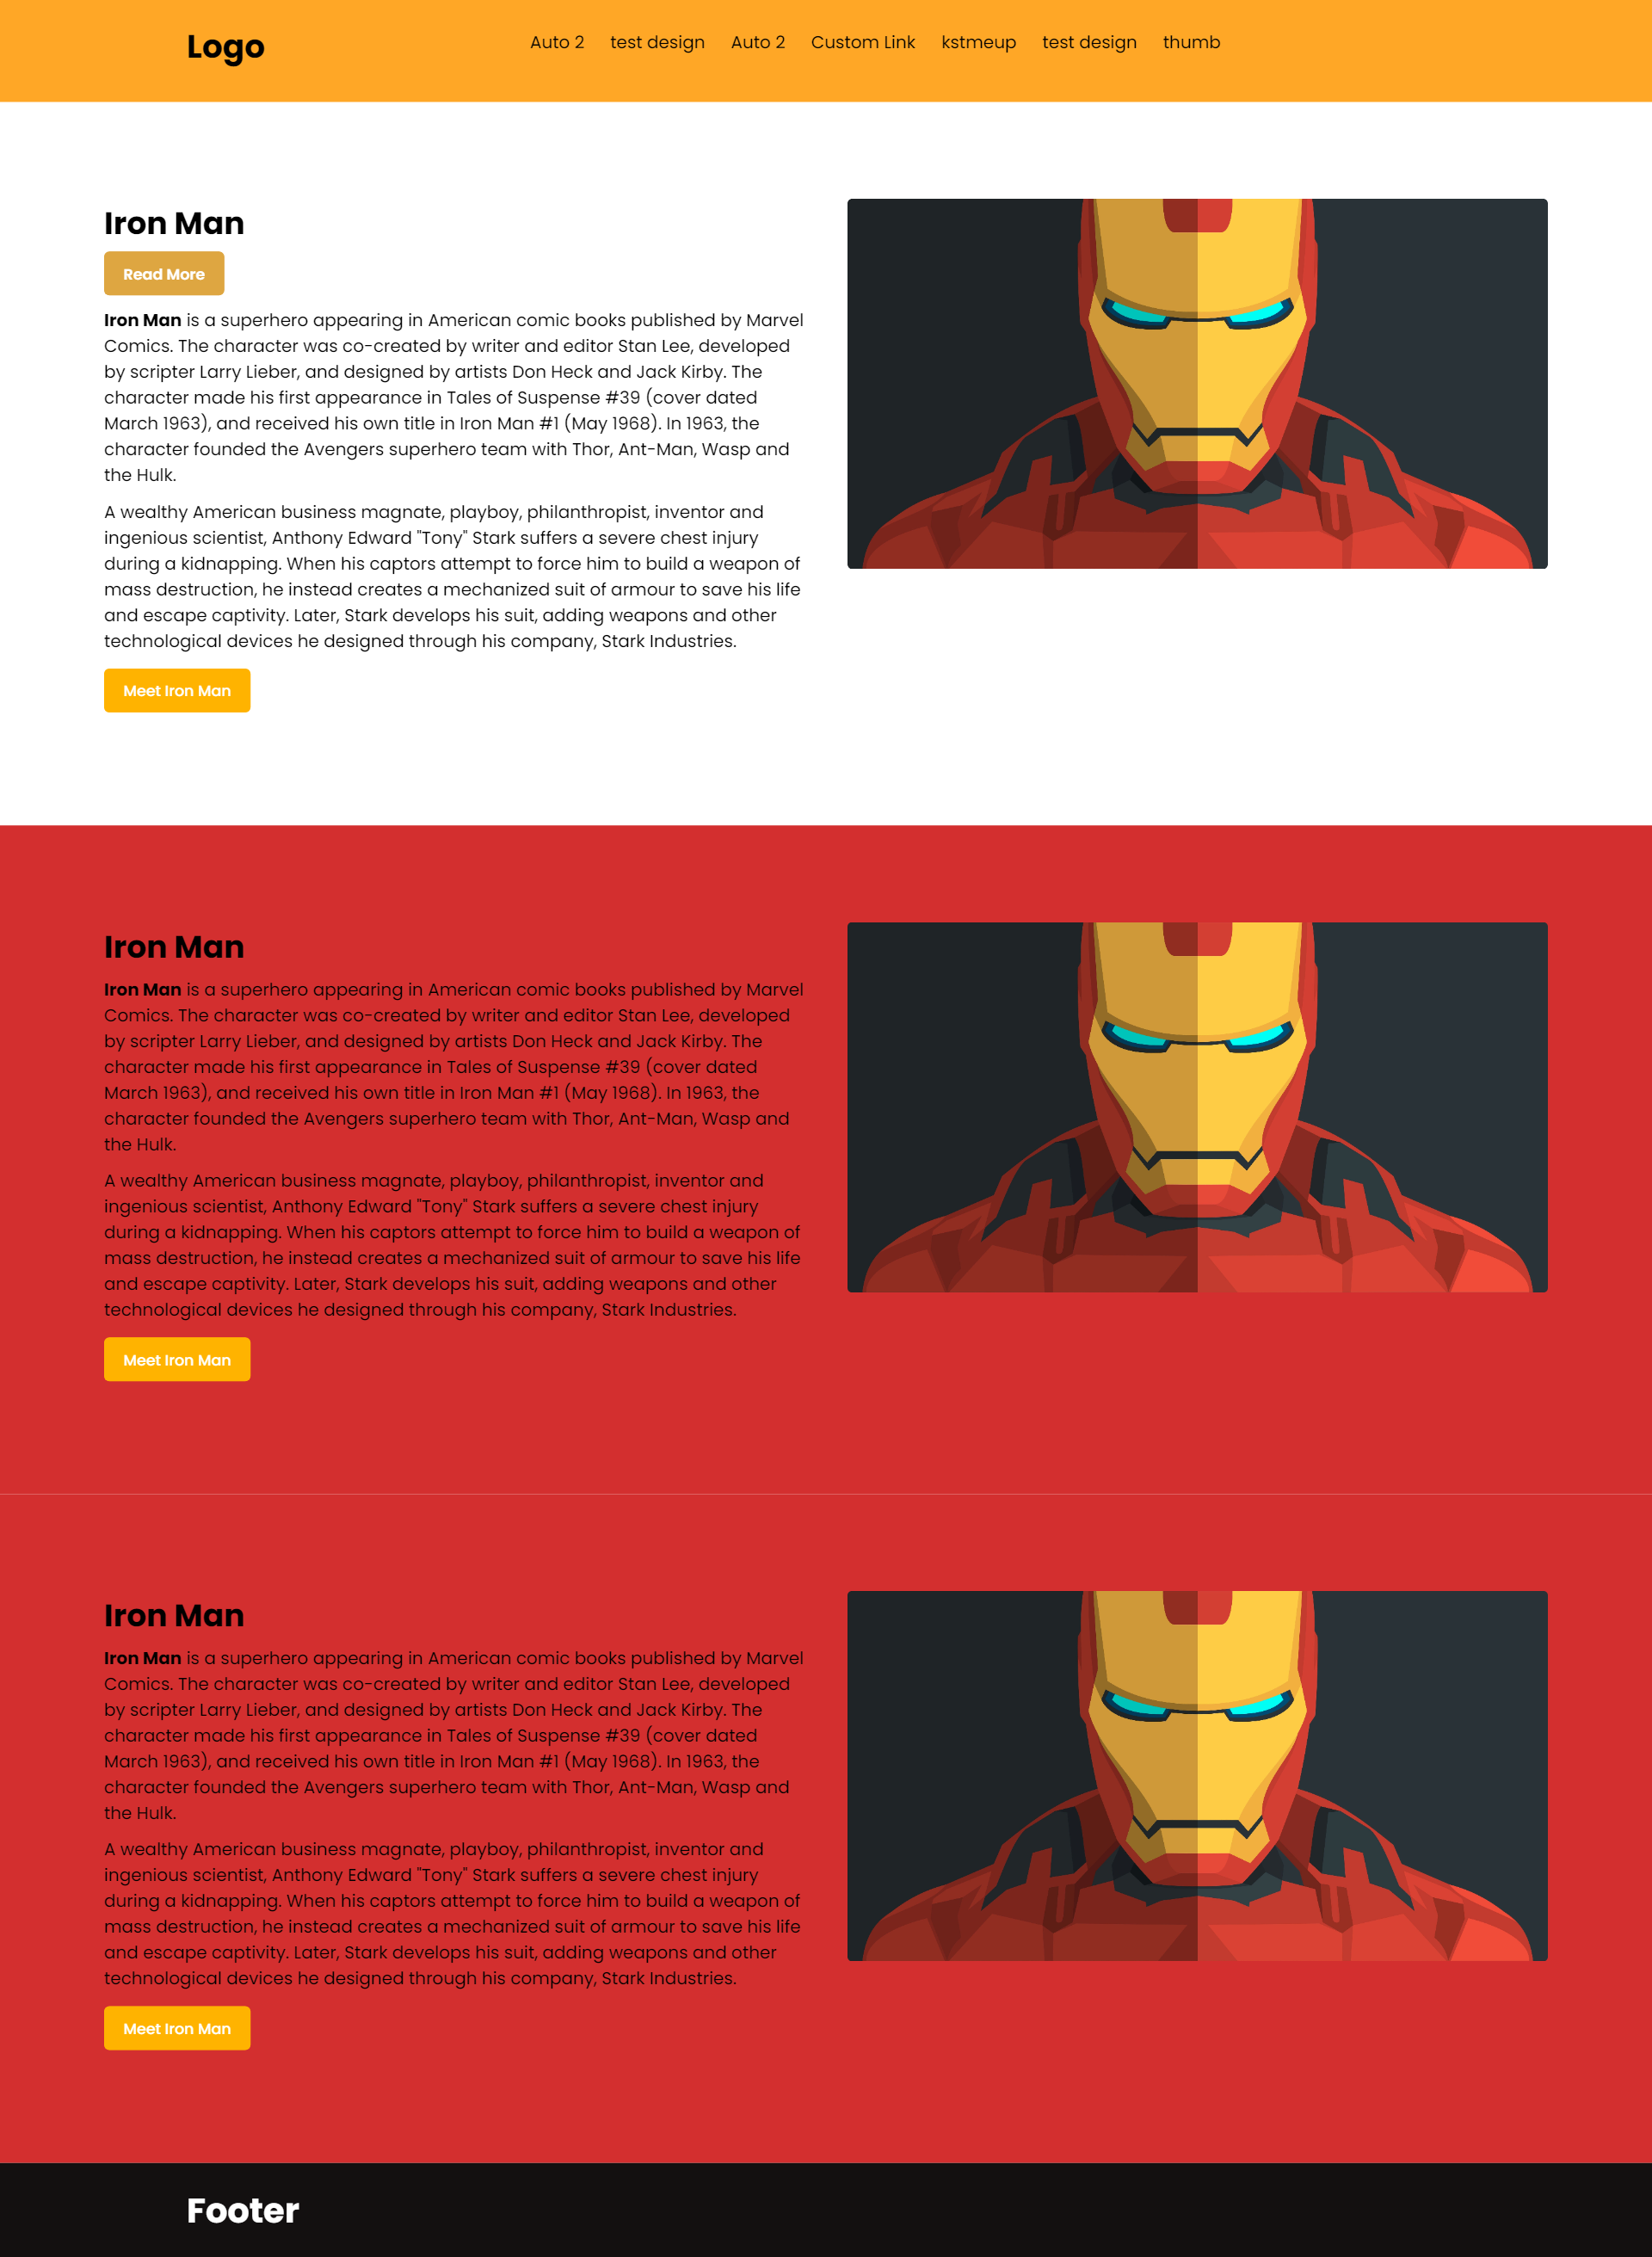 Logo
Auto 2 test design Auto 2 Custom Link kstmeup test design thumb
Iron Man
Read More
Iron Man is a superhero appearing in American comic books published by Marvel
Comics. The character was co-created by writer and editor Stan Lee, developed
by scripter Larry Lieber, and designed by artists Don Heck and Jack Kirby. The
character made his first appearance in Tales of Suspense #39 (cover dated
March 1963), and received his own title in Iron Man #1 (May 1968). In 1963, the
character founded the Avengers superhero team with Thor, Ant-Man, Wasp and
the Hulk.
A wealthy American business magnate, playboy, philanthropist, inventor and
ingenious scientist, Anthony Edward "Tony" Stark suffers a severe chest injury
during a kidnapping. When his captors attempt to force him to build a weapon of
mass destruction, he instead creates a mechanized suit of armour to save his life
and escape captivity. Later, Stark develops his suit, adding weapons and other
technological devices he designed through his company, Stark Industries.
Meet Iron Man
Iron Man
Iron Man is a superhero appearing in American comic books published by Marvel
Comics. The character was co-created by writer and editor Stan Lee, developed
by scripter Larry Lieber, and designed by artists Don Heck and Jack Kirby. The
character made his first appearance in Tales of Suspense #39 (cover dated
March 1963), and received his own title in Iron Man #1 (May 1968). In 1963, the
character founded the Avengers superhero team with Thor, Ant-Man, Wasp and
the Hulk.
A wealthy American business magnate, playboy, philanthropist, inventor and
ingenious scientist, Anthony Edward "Tony" Stark suffers a severe chest injury
during a kidnapping. When his captors attempt to force him to build a weapon of
mass destruction, he instead creates a mechanized suit of armour to save his life
and escape captivity. Later, Stark develops his suit, adding weapons and other
technological devices he designed through his company, Stark Industries.
Meet Iron Man
Iron Man
Iron Man is a superhero appearing in American comic books published by Marvel
Comics. The character was co-created by writer and editor Stan Lee, developed
by scripter Larry Lieber, and designed by artists Don Heck and Jack Kirby. The
character made his first appearance in Tales of Suspense #39 (cover dated
March 1963), and received his own title in Iron Man #1 (May 1968). In 1963, the
character founded the Avengers superhero team with Thor, Ant-Man, Wasp and
the Hulk.
A wealthy American business magnate, playboy, philanthropist, inventor and
ingenious scientist, Anthony Edward "Tony" Stark suffers a severe chest injury
during a kidnapping. When his captors attempt to force him to build a weapon of
mass destruction, he instead creates a mechanized suit of armour to save his life
and escape captivity. Later, Stark develops his suit, adding weapons and other
technological devices he designed through his company, Stark Industries.
Meet Iron Man
Footer